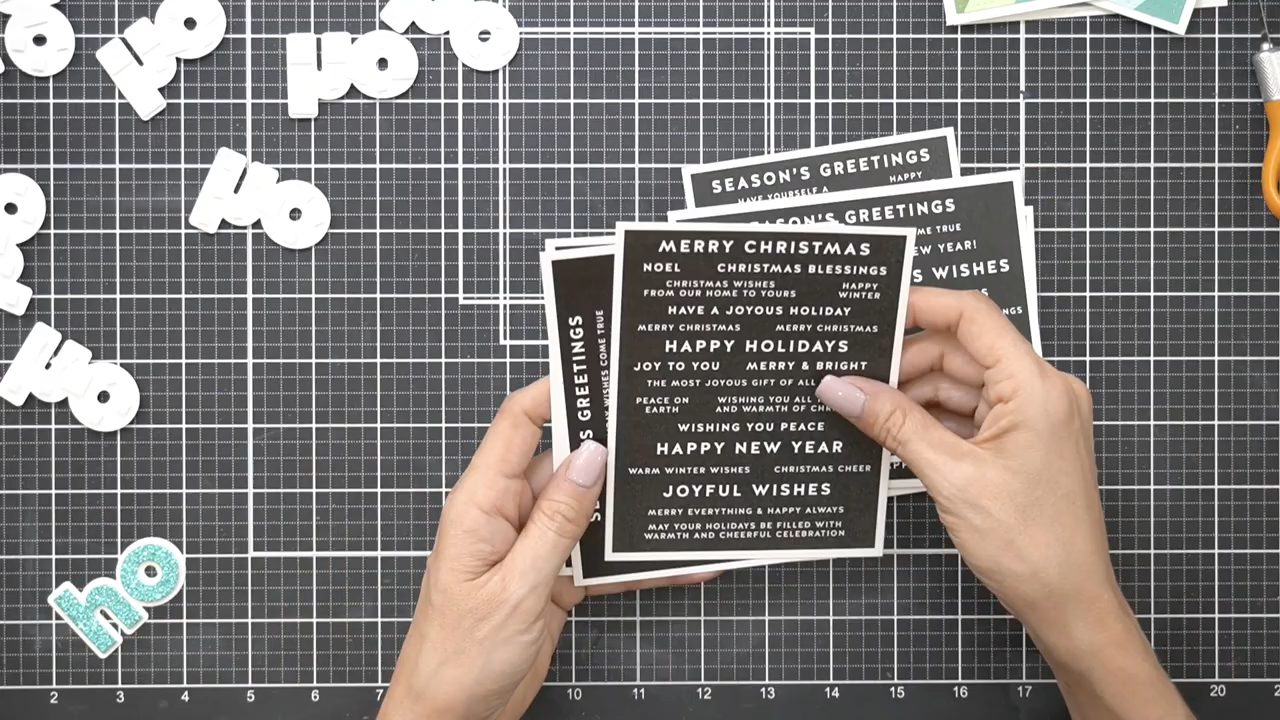 SEASON'S GREETINGS
HAVE YOURSELF A HAPPY
GREETINGS
COME TRUE
NEW YEAR!
WISHES
MERRY CHRISTMAS
NOEL CHRISTMAS BLESSINGS
CHRISTMAS WISHES
FROM OUR HOME TO YOURS
HAPPY
WINTER
HAVE A JOYOUS HOLIDAY
MERRY CHRISTMAS MERRY CHRISTMAS
HAPPY HOLIDAYS
JOY TO YOU MERRY & BRIGHT
THE MOST JOYOUS GIFT OF ALL
PEACE ON
EARTH
WISHING YOU ALL
AND WARMTH OF
WISHING YOU PEACE
HAPPY NEW YEAR
WARM WINTER WISHES CHRISTMAS CHEER
JOYFUL WISHES
MERRY EVERYTHING & HAPPY ALWAYS
MAY YOUR HOLIDAYS BE FILLED WITH
WARMTH AND CHEERFUL CELEBRATION
GREETINGS
WISHES COME TRUE
ho
2 3 4 5 6 7 10 11 12 13 14 15 16 17 20